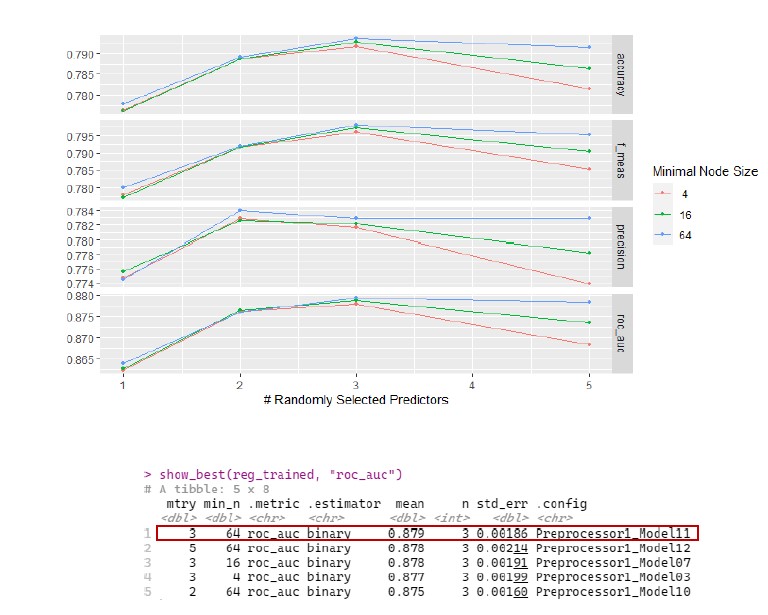 0.790
0.785
0.780
accuracy
0.795
0.790
0.785
0.780
f_meas
0.784
0.782
0.780
0.778
0.776
0.774
precision
0.880
0.875
0.870
0.865
roc_auc
1 2 3 4 5
# Randomly Selected Predictors
Minimal Node Size
4
16
64
> show_best(reg_trained, "roc_auc")
# A tibble: 5 x 8
mtry min_n .metric .estimator mean n std_err .config
<dbl> <dbl> <chr> <chr> <dbl> <int> <dbl> <chr>
1 3 64 roc_auc binary 0.879 3 0.00186 Preprocessor1_Model11
2 5 64 roc_auc binary 0.878 3 0.00214 Preprocessor1_Model12
3 3 16 roc_auc binary 0.878 3 0.00191 Preprocessor1_Model07
4 3 4 roc_auc binary 0.877 3 0.00199 Preprocessor1_Model03
5 2 64 roc_auc binary 0.875 3 0.00160 Preprocessor1_Model10